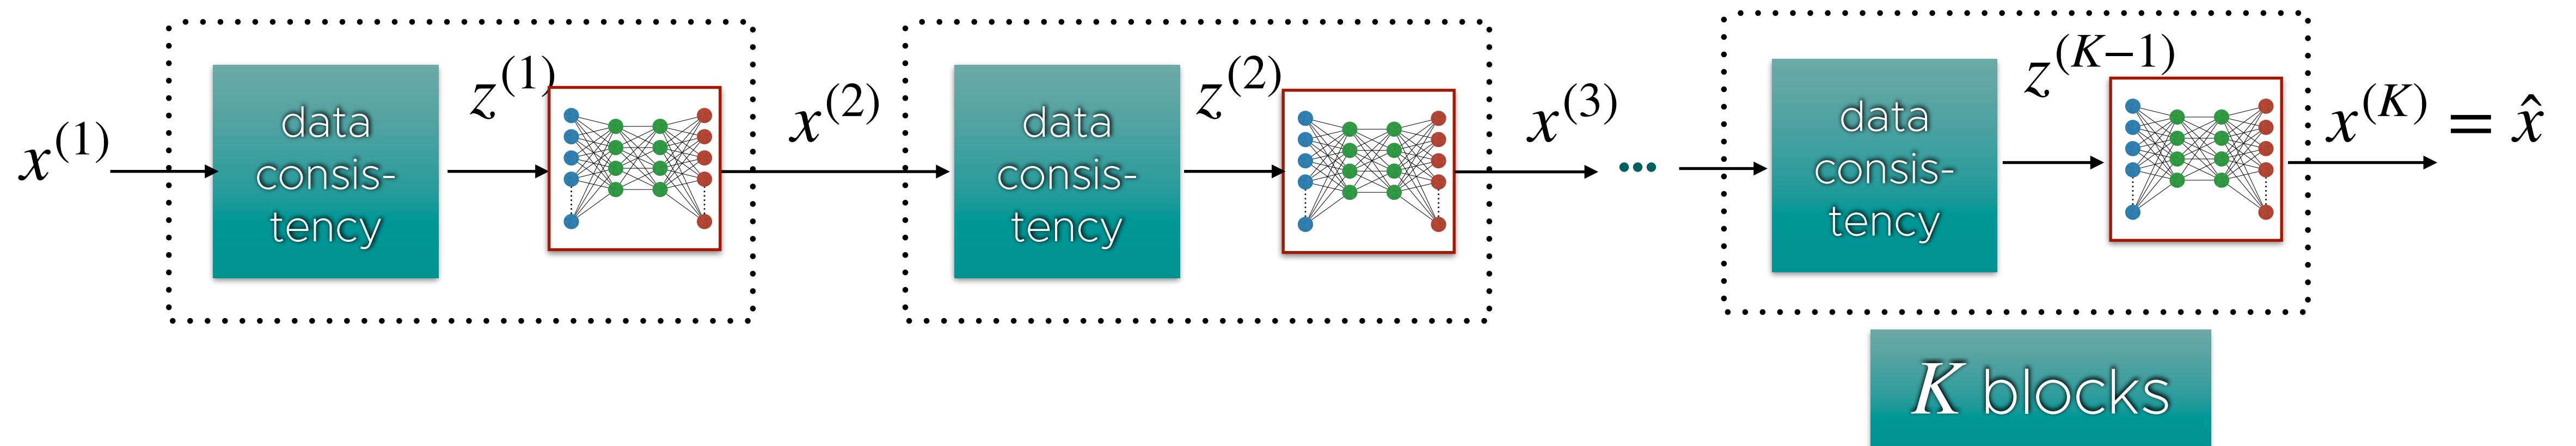 x^{(1)}
data
consis-
tency
z^{(1)}
x^{(2)}
data
consis-
tency
z^{(2)}
x^{(3)}
...
data
consis-
tency
z^{(K−1)}
x^{(K)} = x̂
K blocks